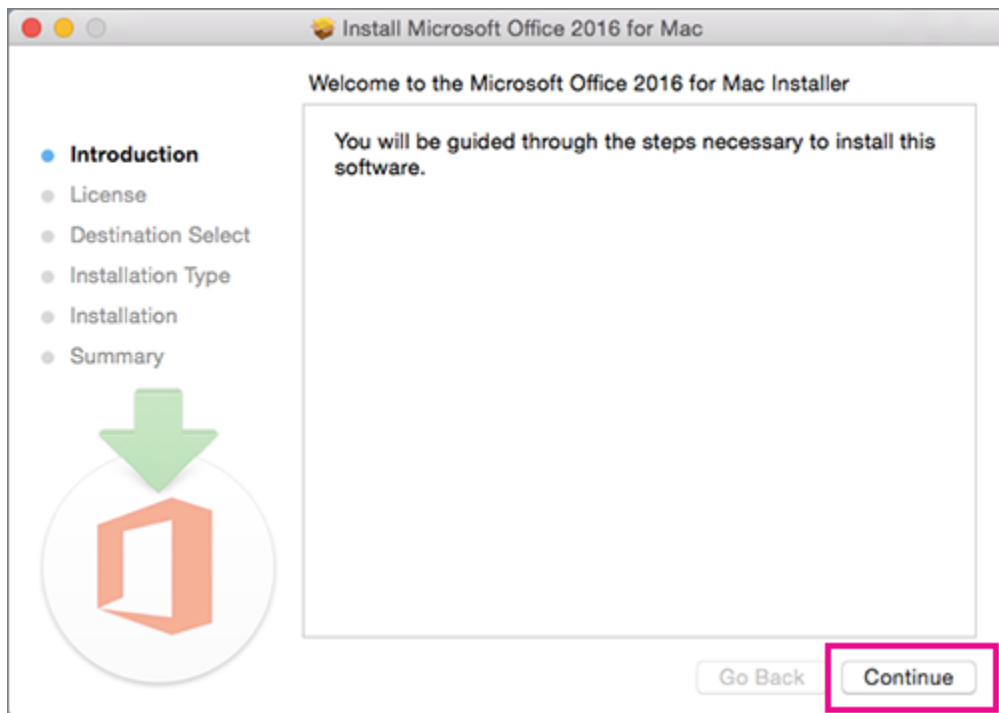 Install Microsoft Office 2016 for Mac
Welcome to the Microsoft Office 2016 for Mac Installer
Introduction
License
Destination Select
Installation Type
Installation
Summary
You will be guided through the steps necessary to install this
software.
Go Back
Continue